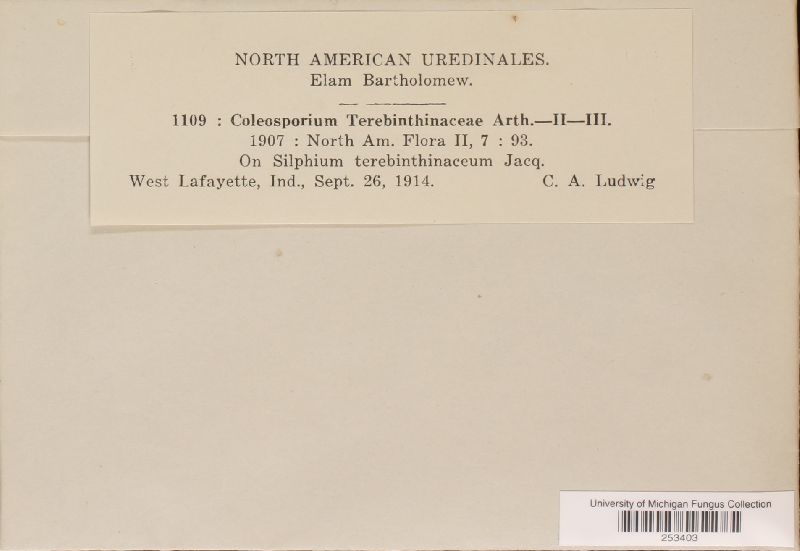 NORTH AMERICAN UREDINALES.
Elam Bartholomew.
1109 : Coleosporium Terebinthinaceae Arth.—II—III.
1907 : North Am. Flora II, 7 : 93.
On Silphium terebinthinaceum Jacq.
West Lafayette, Ind., Sept. 26, 1914. C. A. Ludwig
University of Michigan Fungus Collection
253403